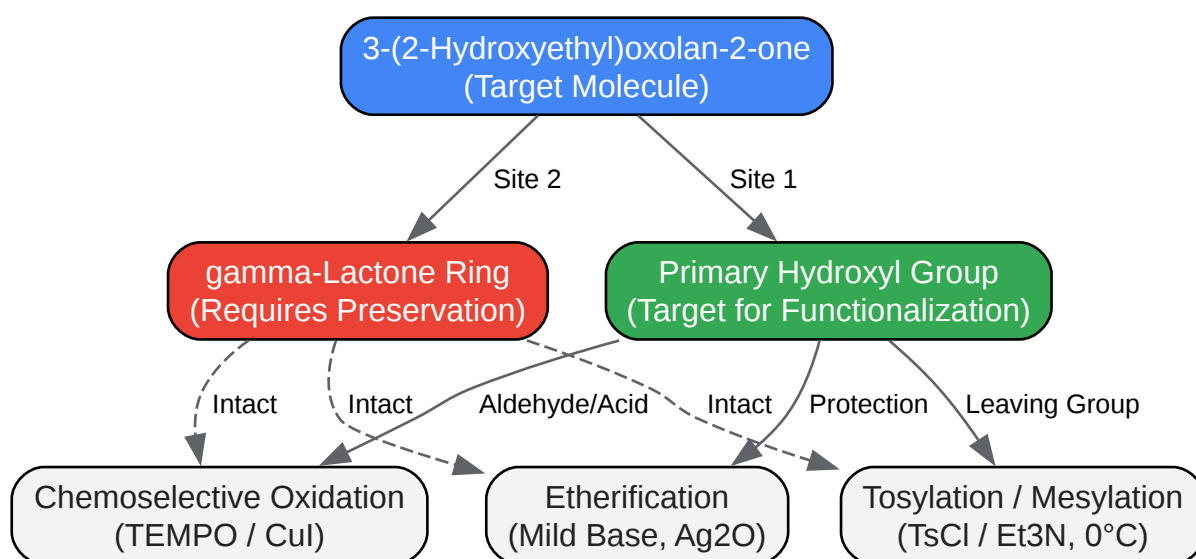 3-(2-Hydroxyethyl)oxolan-2-one
(Target Molecule)
Site 2
Site 1
gamma-Lactone Ring
(Requires Preservation)
Primary Hydroxyl Group
(Target for Functionalization)
Intact
Intact
Aldehyde/Acid
Intact
Protection
Leaving Group
Chemoselective Oxidation
(TEMPO / CuI)
Etherification
(Mild Base, Ag2O)
Tosylation / Mesylation
(TsCl / Et3N, 0°C)